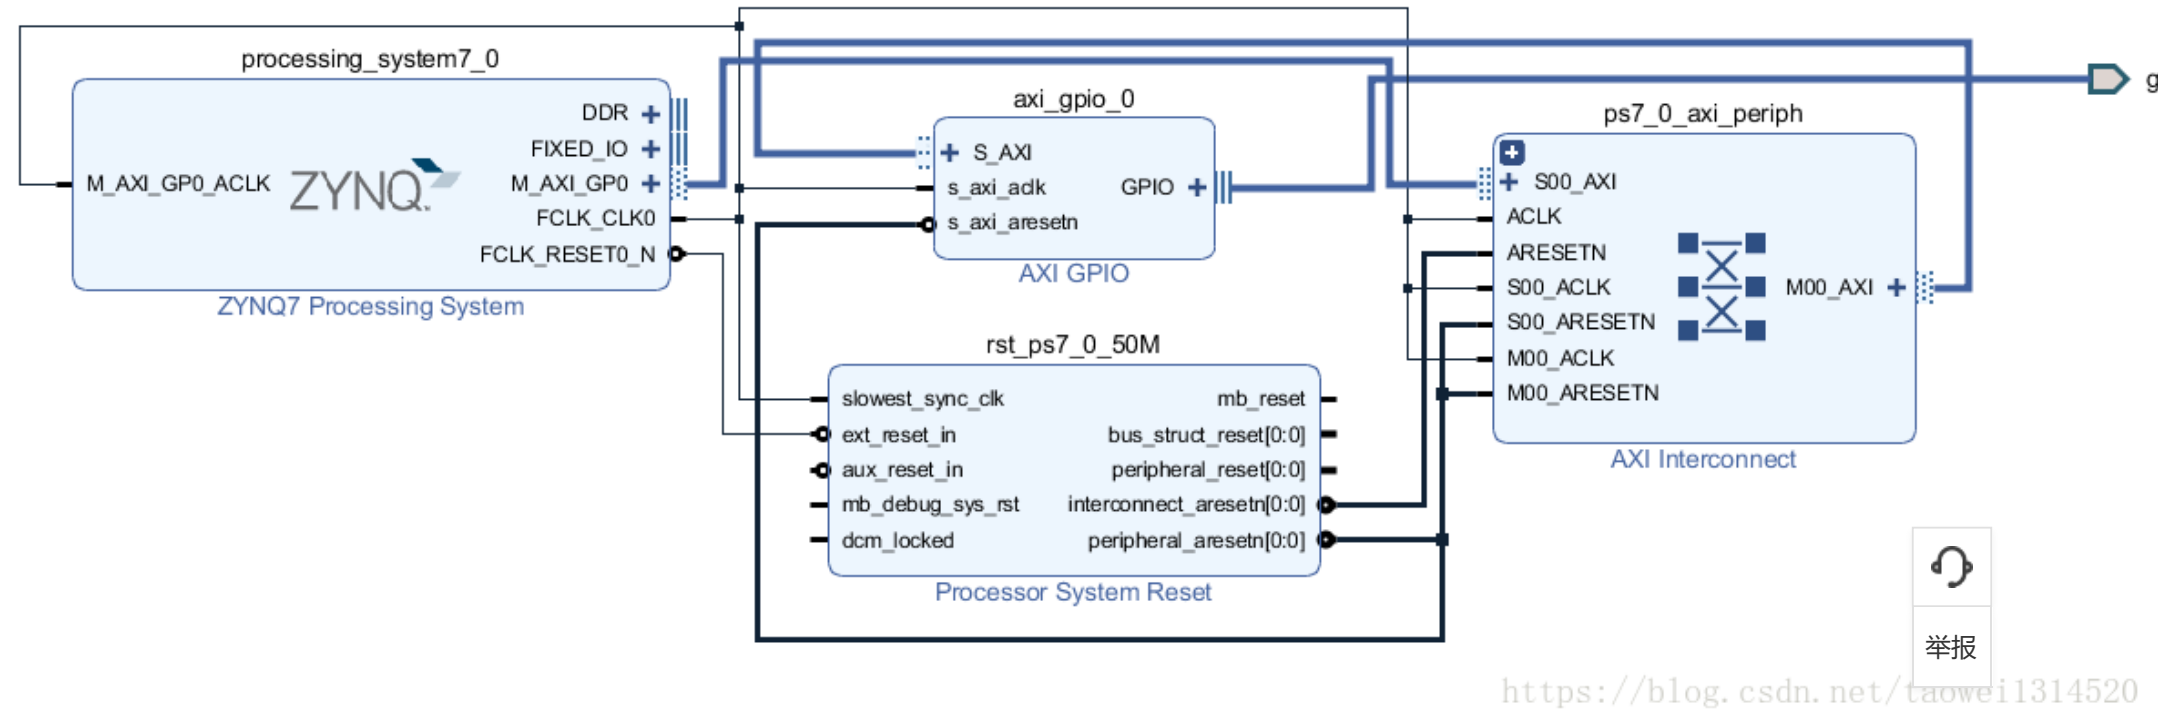 processing_system7_0
DDR
FIXED_IO
M_AXI_GP0_ACLK
ZYNQ
M_AXI_GP0
FCLK_CLK0
FCLK_RESET0_N
ZYNQ7 Processing System
axi_gpio_0
S_AXI
s_axi_aclk
GPIO
s_axi_aresetn
AXI GPIO
rst_ps7_0_50M
slowest_sync_clk
mb_reset
ext_reset_in
bus_struct_reset[0:0]
aux_reset_in
peripheral_reset[0:0]
mb_debug_sys_rst
interconnect_aresetn[0:0]
dcm_locked
peripheral_aresetn[0:0]
Processor System Reset
g
ps7_0_axi_periph
S00_AXI
ACLK
ARESETN
S00_ACLK
M00_AXI
S00_ARESETN
M00_ACLK
M00_ARESETN
AXI Interconnect
举报
https://blog.csdn.net/taowei1314520